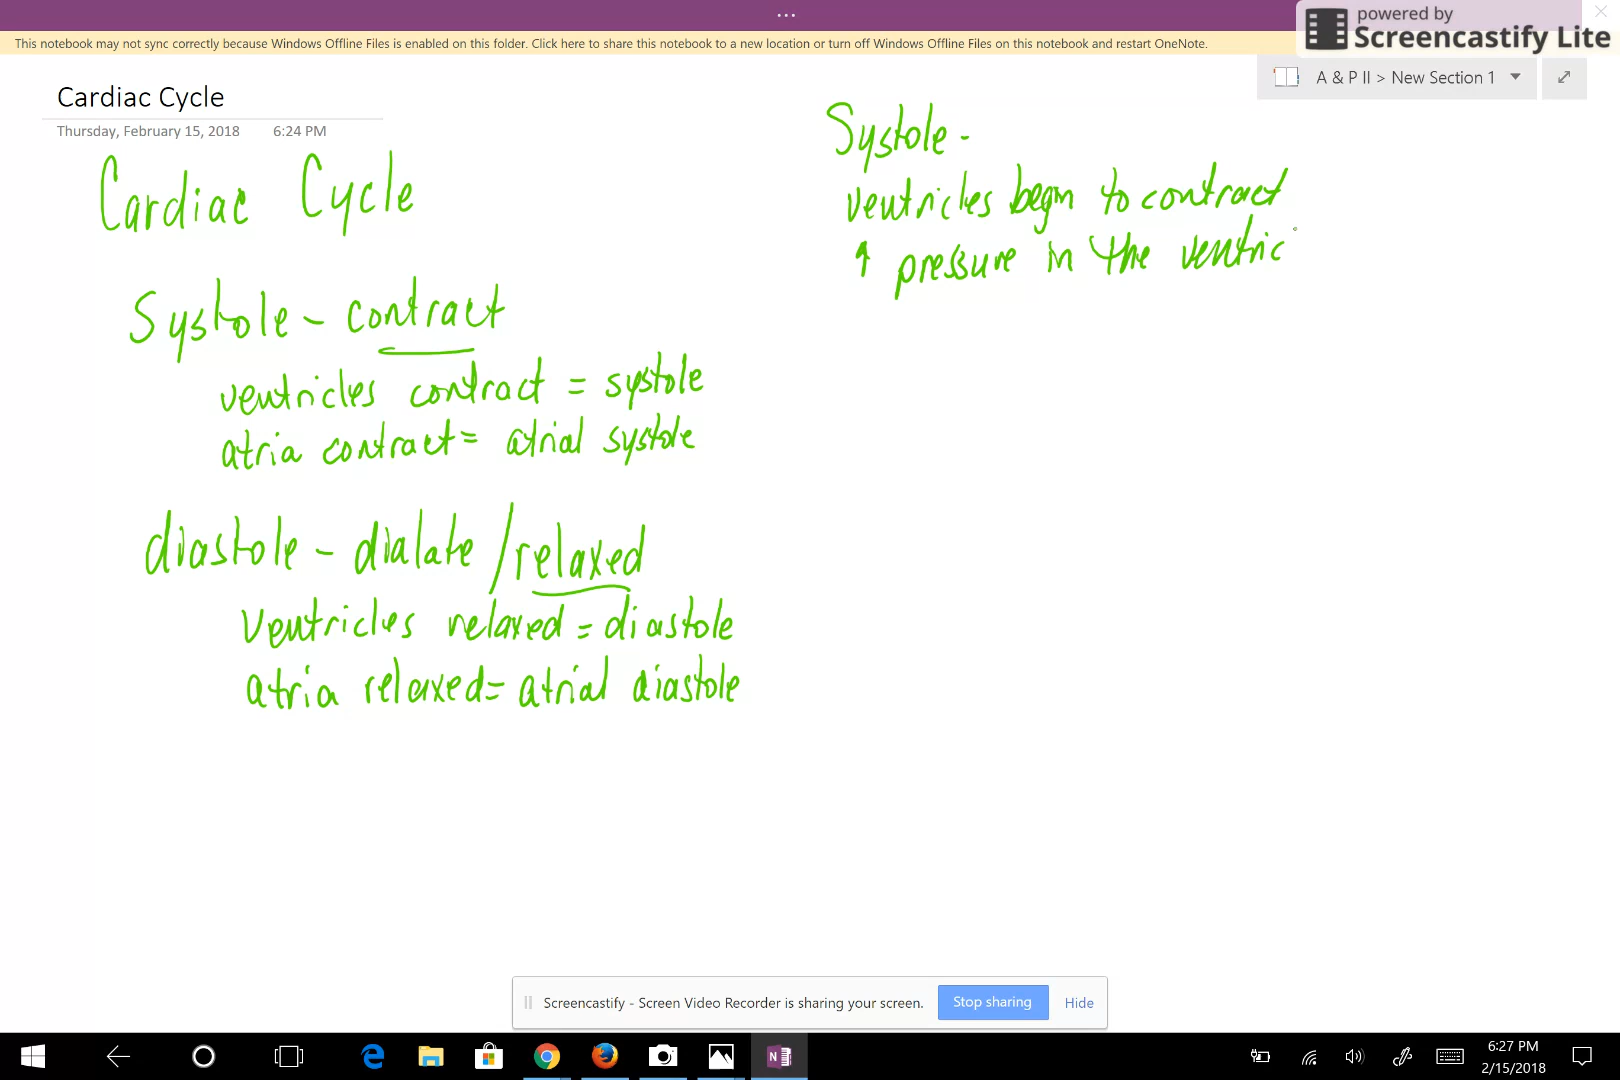 ...
powered by
Screencastify Lite
This notebook may not sync correctly because Windows Offline Files is enabled on this folder. Click here to share this notebook to a new location or turn off Windows Offline Files on this notebook and restart OneNote.
A & P II > New Section 1
Cardiac Cycle
Thursday, February 15, 2018 6:24 PM
Cardiac Cycle
Systole - contract
ventricles contract = systole
atria contract = atrial systole
diastole - dialate / relaxed
ventricles relaxed = diastole
atria relaxed = atrial diastole
Systole -
ventricles begin to contract
↑ pressure in the ventric
Screencastify - Screen Video Recorder is sharing your screen. Stop sharing Hide
6:27 PM
2/15/2018